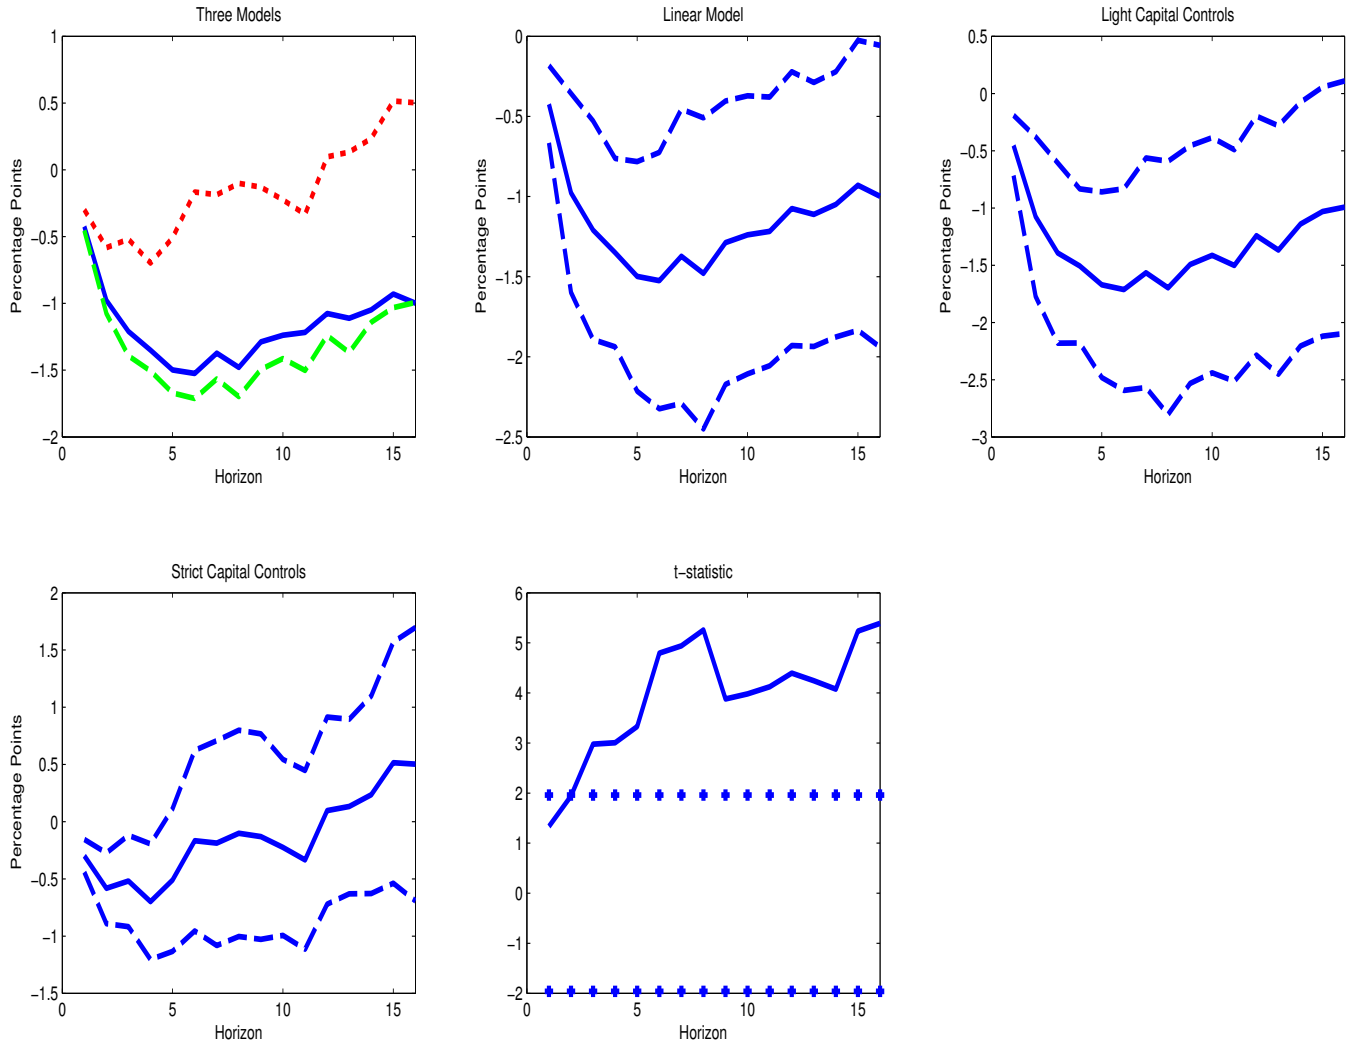 Three Models
Linear Model
Light Capital Controls
1
0.5
0
−0.5
−1
−1.5
−2
Percentage Points
0 5 10 15
Horizon
0
−0.5
−1
−1.5
−2
−2.5
Percentage Points
0 5 10 15
Horizon
0.5
0
−0.5
−1
−1.5
−2
−2.5
−3
Percentage Points
0 5 10 15
Horizon
Strict Capital Controls
2
1.5
1
0.5
0
−0.5
−1
−1.5
Percentage Points
0 5 10 15
Horizon
t−statistic
6
5
4
3
2
1
0
−1
−2
0 5 10 15
Horizon